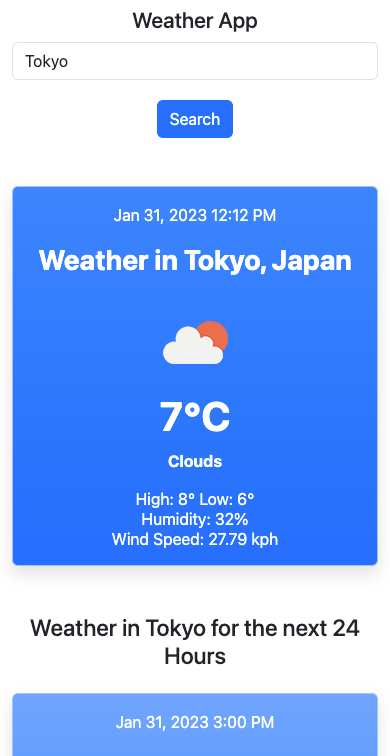 Weather App
Tokyo
Search
Jan 31, 2023 12:12 PM
Weather in Tokyo, Japan
7°C
Clouds
High: 8° Low: 6°
Humidity: 32%
Wind Speed: 27.79 kph
Weather in Tokyo for the next 24
Hours
Jan 31, 2023 3:00 PM